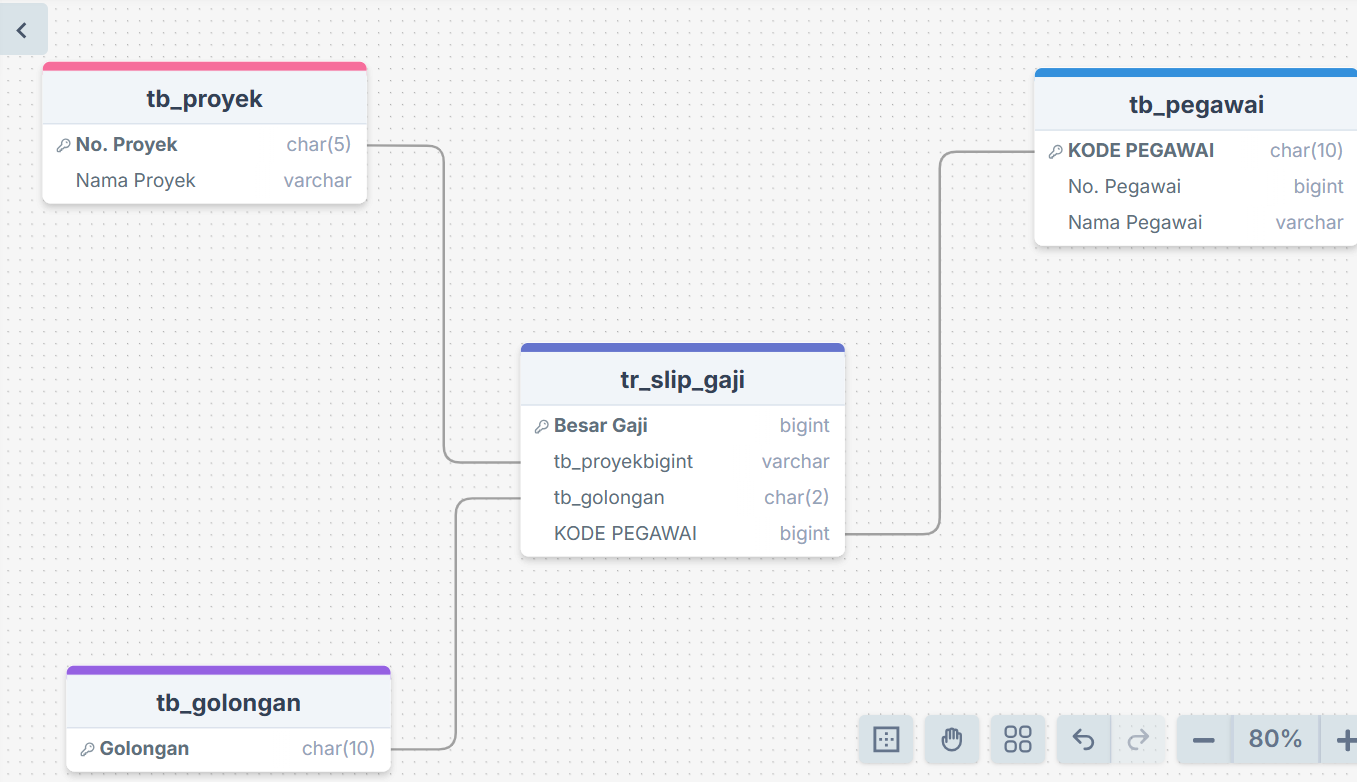 tb_proyek
No. Proyek char(5)
Nama Proyek varchar
tb_pegawai
KODE PEGAWAI char(10)
No. Pegawai bigint
Nama Pegawai varchar
tr_slip_gaji
Besar Gaji bigint
tb_proyekbigint varchar
tb_golongan char(2)
KODE PEGAWAI bigint
tb_golongan
Golongan char(10)
80%